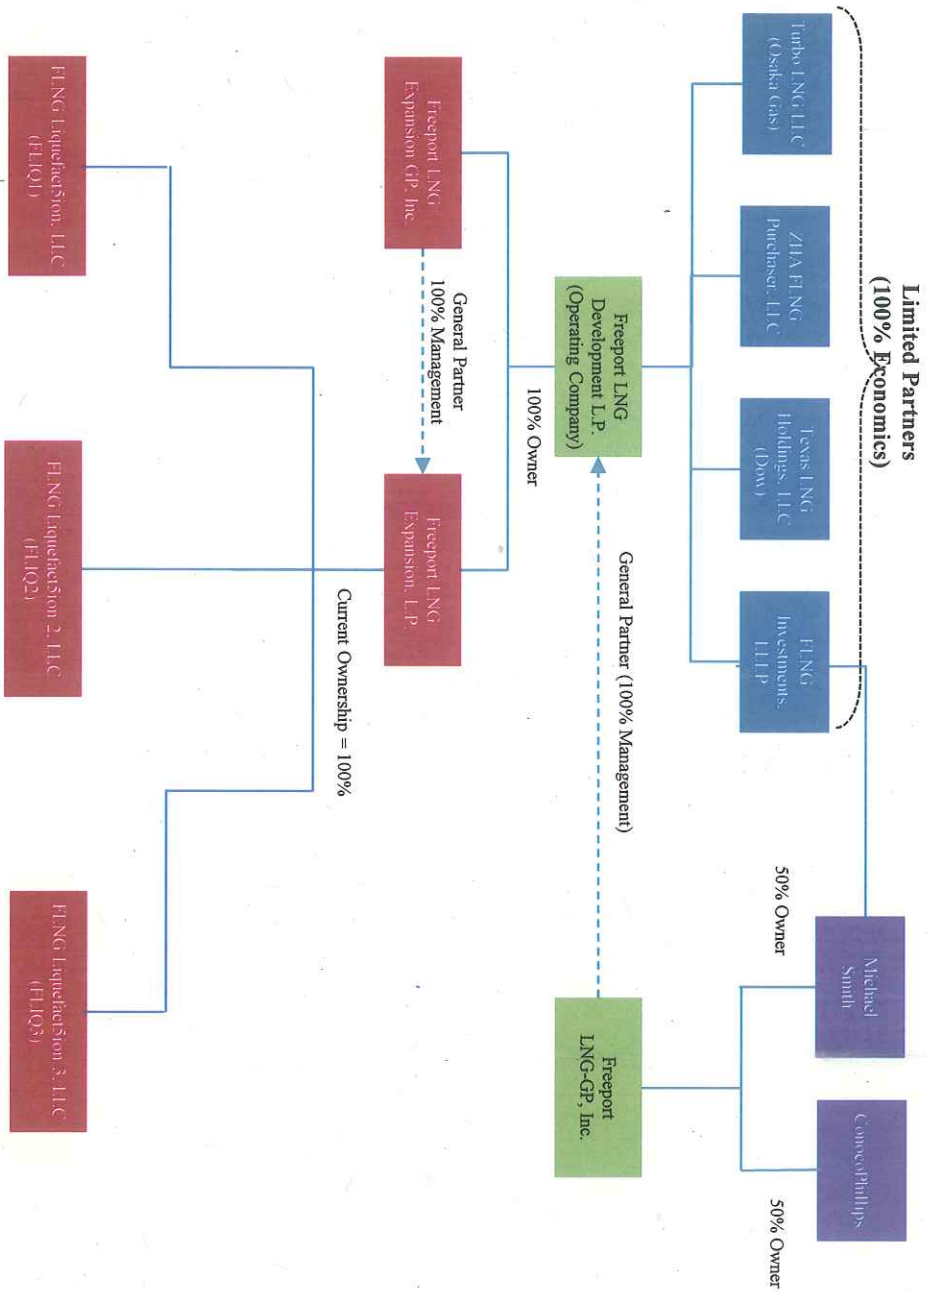 Limited Partners
(100% Economics)
Turbo LNG LLC
(Osaka Gas)
ZHA FLNG
Purchaser, LLC
Texas LNG
Holdings, LLC
(Dow)
FLNG
Investments,
LLLP
Michael
Smith
ConocoPhillips
50% Owner
50% Owner
Freeport LNG
Development L.P.
(Operating Company)
General Partner (100% Management)
Freeport
LNG-GP, Inc.
100% Owner
Freeport LNG
Expansion GP, Inc.
General Partner
100% Management
Freeport LNG
Expansion, L.P.
Current Ownership = 100%
FLNG Liquefact5ion, LLC
(FLIQ1)
FLNG Liquefact5ion 2, LLC
(FLIQ2)
FLNG Liquefact5ion 3, LLC
(FLIQ3)